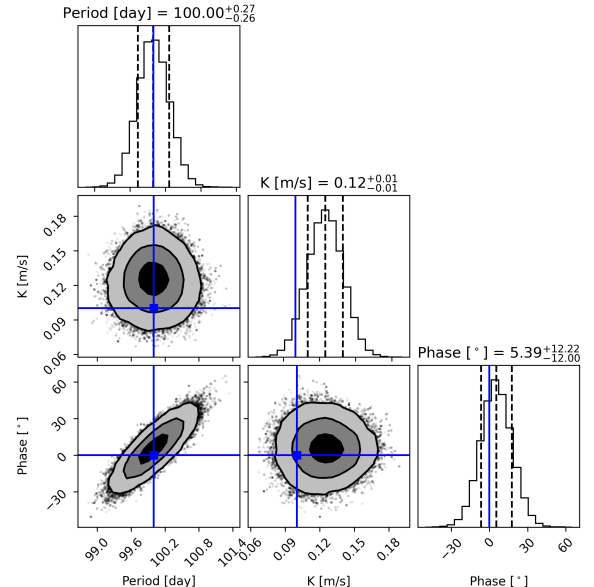 Period [day] = 100.00+0.27 −0.26
K [m/s] = 0.12+0.01 −0.01
0.18
0.15
0.12
0.09
0.06
K [m/s]
Phase [°] = 5.39+12.22 −12.00
60
30
0
−30
Phase [°]
99.0 99.6 100.2 100.8 101.4
0.06 0.09 0.12 0.15 0.18
−30 0 30 60
Period [day] K [m/s] Phase [°]